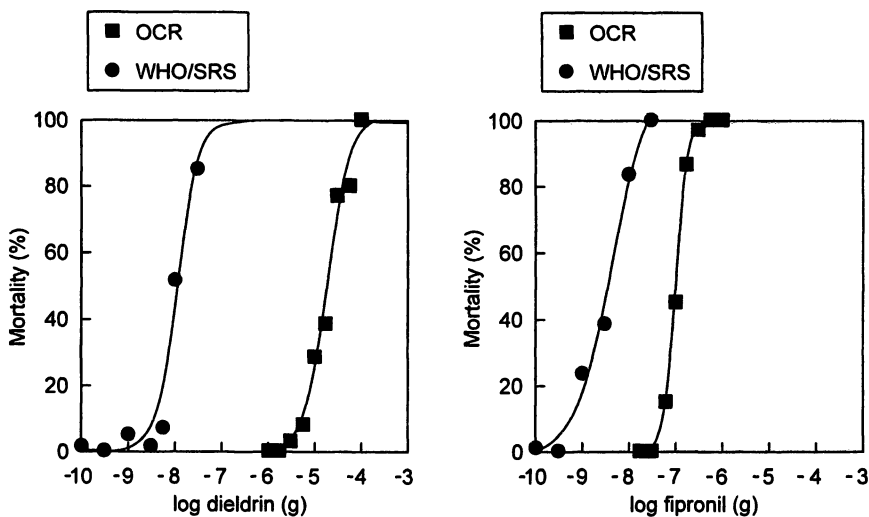 OCR
WHO/SRS
100
80
60
40
20
0
Mortality (%)
-10 -9 -8 -7 -6 -5 -4 -3
log dieldrin (g)
OCR
WHO/SRS
100
80
60
40
20
0
Mortality (%)
-10 -9 -8 -7 -6 -5 -4 -3
log fipronil (g)